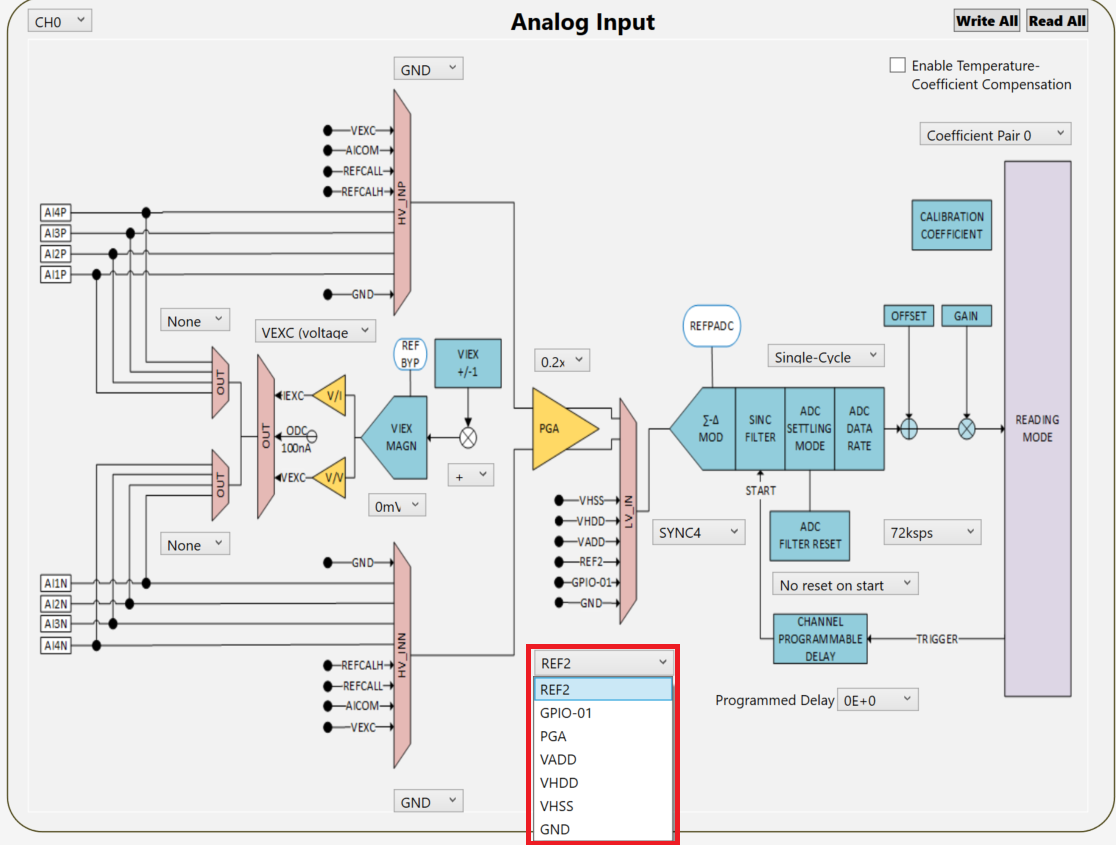 CH0
Analog Input
Write All
Read All
GND
Enable Temperature-
Coefficient Compensation
Coefficient Pair 0
VEXC
AICOM
REFCALL
REFCALH
HV_INP
AI4P
AI3P
AI2P
AI1P
GND
CALIBRATION
COEFFICIENT
None
VEXC (voltage
OUT
REF
BYP
VIEX
+/-1
0.2x
REFPADC
Single-Cycle
OFFSET
GAIN
IEXC
V/I
ODC
100nA
OUT
VEXC
V/V
VIEX
MAGN
PGA
Σ-Δ
MOD
SINC
FILTER
ADC
SETTLING
MODE
ADC
DATA
RATE
READING
MODE
OUT
+
0mV
START
VHSS
VHDD
VADD
REF2
GPIO-01
GND
LV_IN
SYNC4
ADC
FILTER RESET
72ksps
None
No reset on start
GND
AI1N
AI2N
AI3N
AI4N
HV_INN
REFCALH
REFCALL
AICOM
VEXC
CHANNEL
PROGRAMMABLE
DELAY
TRIGGER
Programmed Delay
0E+0
REF2
REF2
GPIO-01
PGA
VADD
VHDD
VHSS
GND
GND